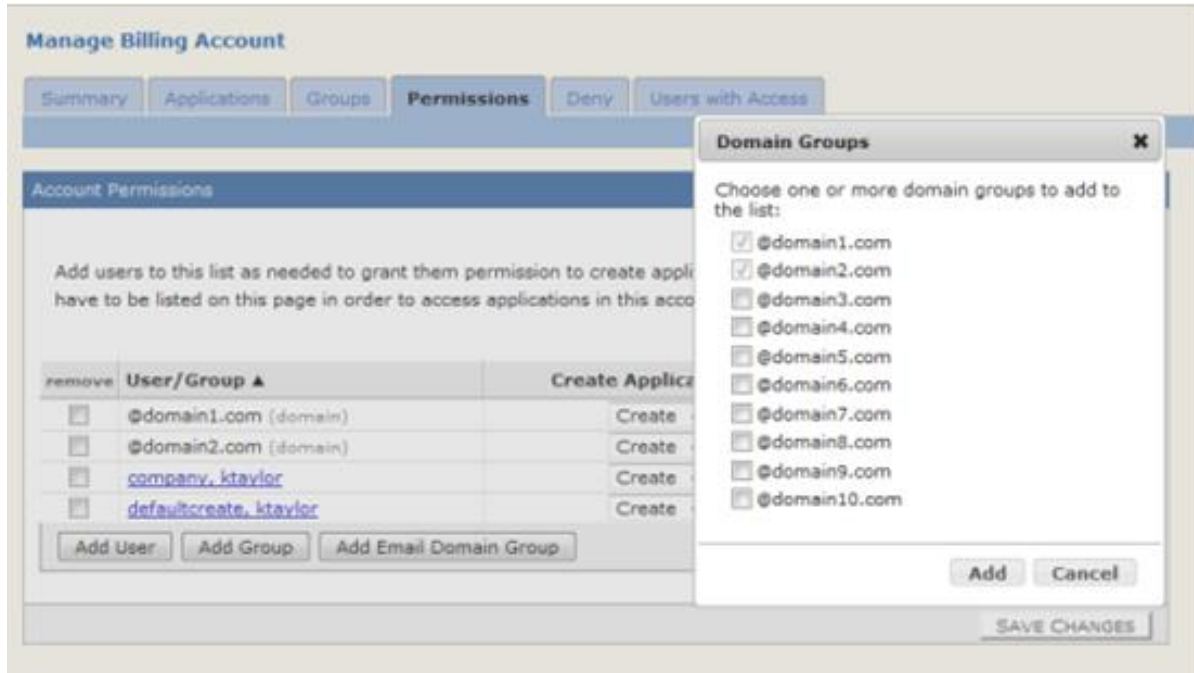 Manage Billing Account
Summary Applications Groups Permissions Deny Users with Access
Domain Groups
Account Permissions
Choose one or more domain groups to add to
the list:
@domain1.com
@domain2.com
@domain3.com
@domain4.com
@domain5.com
@domain6.com
@domain7.com
@domain8.com
@domain9.com
@domain10.com
Add Cancel
Add users to this list as needed to grant them permission to create appli
have to be listed on this page in order to access applications in this acco
remove User/Group ▲ Create Applica
@domain1.com (domain) Create
@domain2.com (domain) Create
company, ktaylor Create
defaultcreate, ktaylor Create
Add User Add Group Add Email Domain Group
SAVE CHANGES